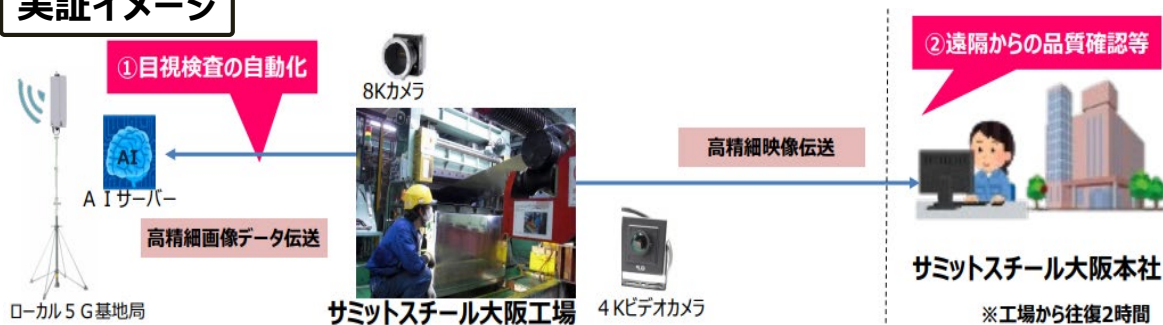 実証イメージ
①目視検査の自動化
8Kカメラ
②遠隔からの品質確認等
AI
AIサーバー
高精細画像データ伝送
高精細映像伝送
ローカル5G基地局
サミットスチール大阪工場
4Kビデオカメラ
サミットスチール大阪本社
※工場から往復2時間